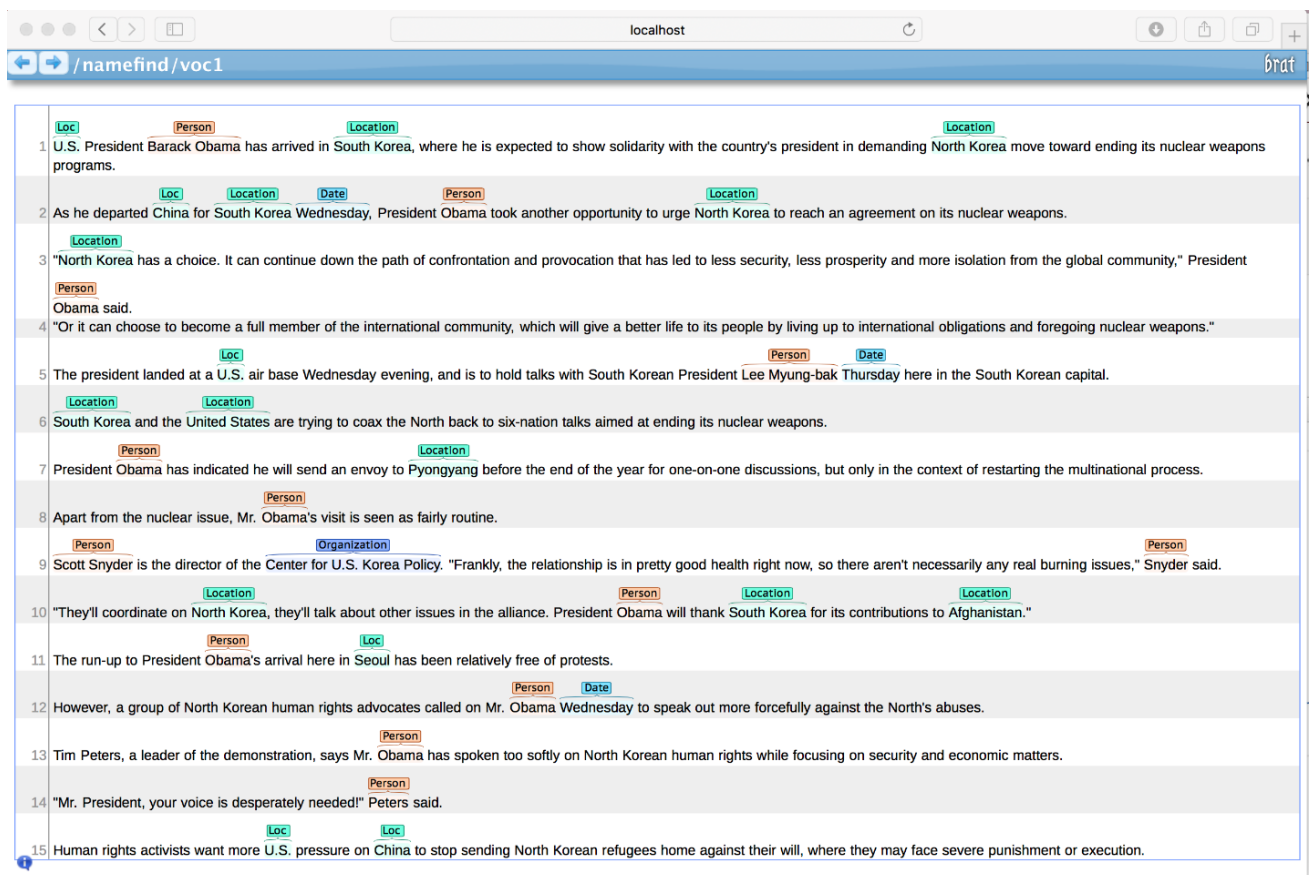 localhost
/namefind/voc1
brat
Loc Person Location Location
1 U.S. President Barack Obama has arrived in South Korea, where he is expected to show solidarity with the country's president in demanding North Korea move toward ending its nuclear weapons
programs.
Loc Location Date Person Location
2 As he departed China for South Korea Wednesday, President Obama took another opportunity to urge North Korea to reach an agreement on its nuclear weapons.
Location
3 "North Korea has a choice. It can continue down the path of confrontation and provocation that has led to less security, less prosperity and more isolation from the global community," President
Person
Obama said.
4 "Or it can choose to become a full member of the international community, which will give a better life to its people by living up to international obligations and foregoing nuclear weapons."
Loc Person Date
5 The president landed at a U.S. air base Wednesday evening, and is to hold talks with South Korean President Lee Myung-bak Thursday here in the South Korean capital.
Location Location
6 South Korea and the United States are trying to coax the North back to six-nation talks aimed at ending its nuclear weapons.
Person Location
7 President Obama has indicated he will send an envoy to Pyongyang before the end of the year for one-on-one discussions, but only in the context of restarting the multinational process.
Person
8 Apart from the nuclear issue, Mr. Obama's visit is seen as fairly routine.
Person Organization Person
9 Scott Snyder is the director of the Center for U.S. Korea Policy. "Frankly, the relationship is in pretty good health right now, so there aren't necessarily any real burning issues," Snyder said.
Location Person Location Location
10 "They'll coordinate on North Korea, they'll talk about other issues in the alliance. President Obama will thank South Korea for its contributions to Afghanistan."
Person Loc
11 The run-up to President Obama's arrival here in Seoul has been relatively free of protests.
Person Date
12 However, a group of North Korean human rights advocates called on Mr. Obama Wednesday to speak out more forcefully against the North's abuses.
Person
13 Tim Peters, a leader of the demonstration, says Mr. Obama has spoken too softly on North Korean human rights while focusing on security and economic matters.
Person
14 "Mr. President, your voice is desperately needed!" Peters said.
Loc Loc
15 Human rights activists want more U.S. pressure on China to stop sending North Korean refugees home against their will, where they may face severe punishment or execution.